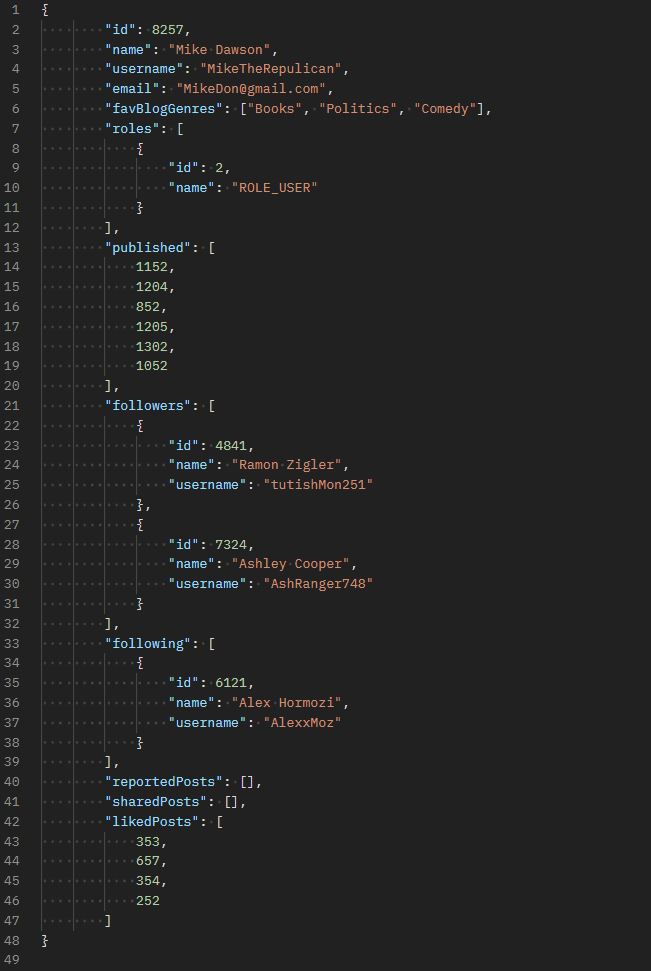 1 {
2 "id": 8257,
3 "name": "Mike Dawson",
4 "username": "MikeTheRepulican",
5 "email": "MikeDon@gmail.com",
6 "favBlogGenres": ["Books", "Politics", "Comedy"],
7 "roles": [
8 {
9 "id": 2,
10 "name": "ROLE_USER"
11 }
12 ],
13 "published": [
14 1152,
15 1204,
16 852,
17 1205,
18 1302,
19 1052
20 ],
21 "followers": [
22 {
23 "id": 4841,
24 "name": "Ramon Zigler",
25 "username": "tutishMon251"
26 },
27 {
28 "id": 7324,
29 "name": "Ashley Cooper",
30 "username": "AshRanger748"
31 }
32 ],
33 "following": [
34 {
35 "id": 6121,
36 "name": "Alex Hormozi",
37 "username": "AlexxMoz"
38 }
39 ],
40 "reportedPosts": [],
41 "sharedPosts": [],
42 "likedPosts": [
43 353,
44 657,
45 354,
46 252
47 ]
48 }
49